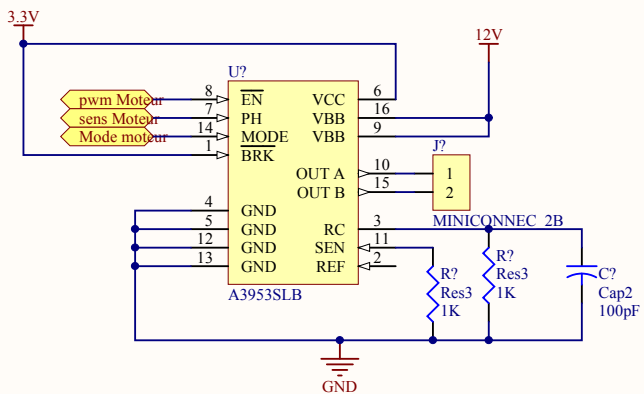 3.3V
12V
U?
pwm Moteur
8
EN
VCC
6
sens Moteur
7
PH
VBB
16
Mode moteur
14
MODE
VBB
9
1
BRK
J?
OUT A
10
1
OUT B
15
2
MINICONNEC 2B
4
GND
5
GND
RC
3
12
GND
SEN
11
13
GND
REF
2
A3953SLB
R?
Res3
1K
R?
Res3
1K
C?
Cap2
100pF
GND